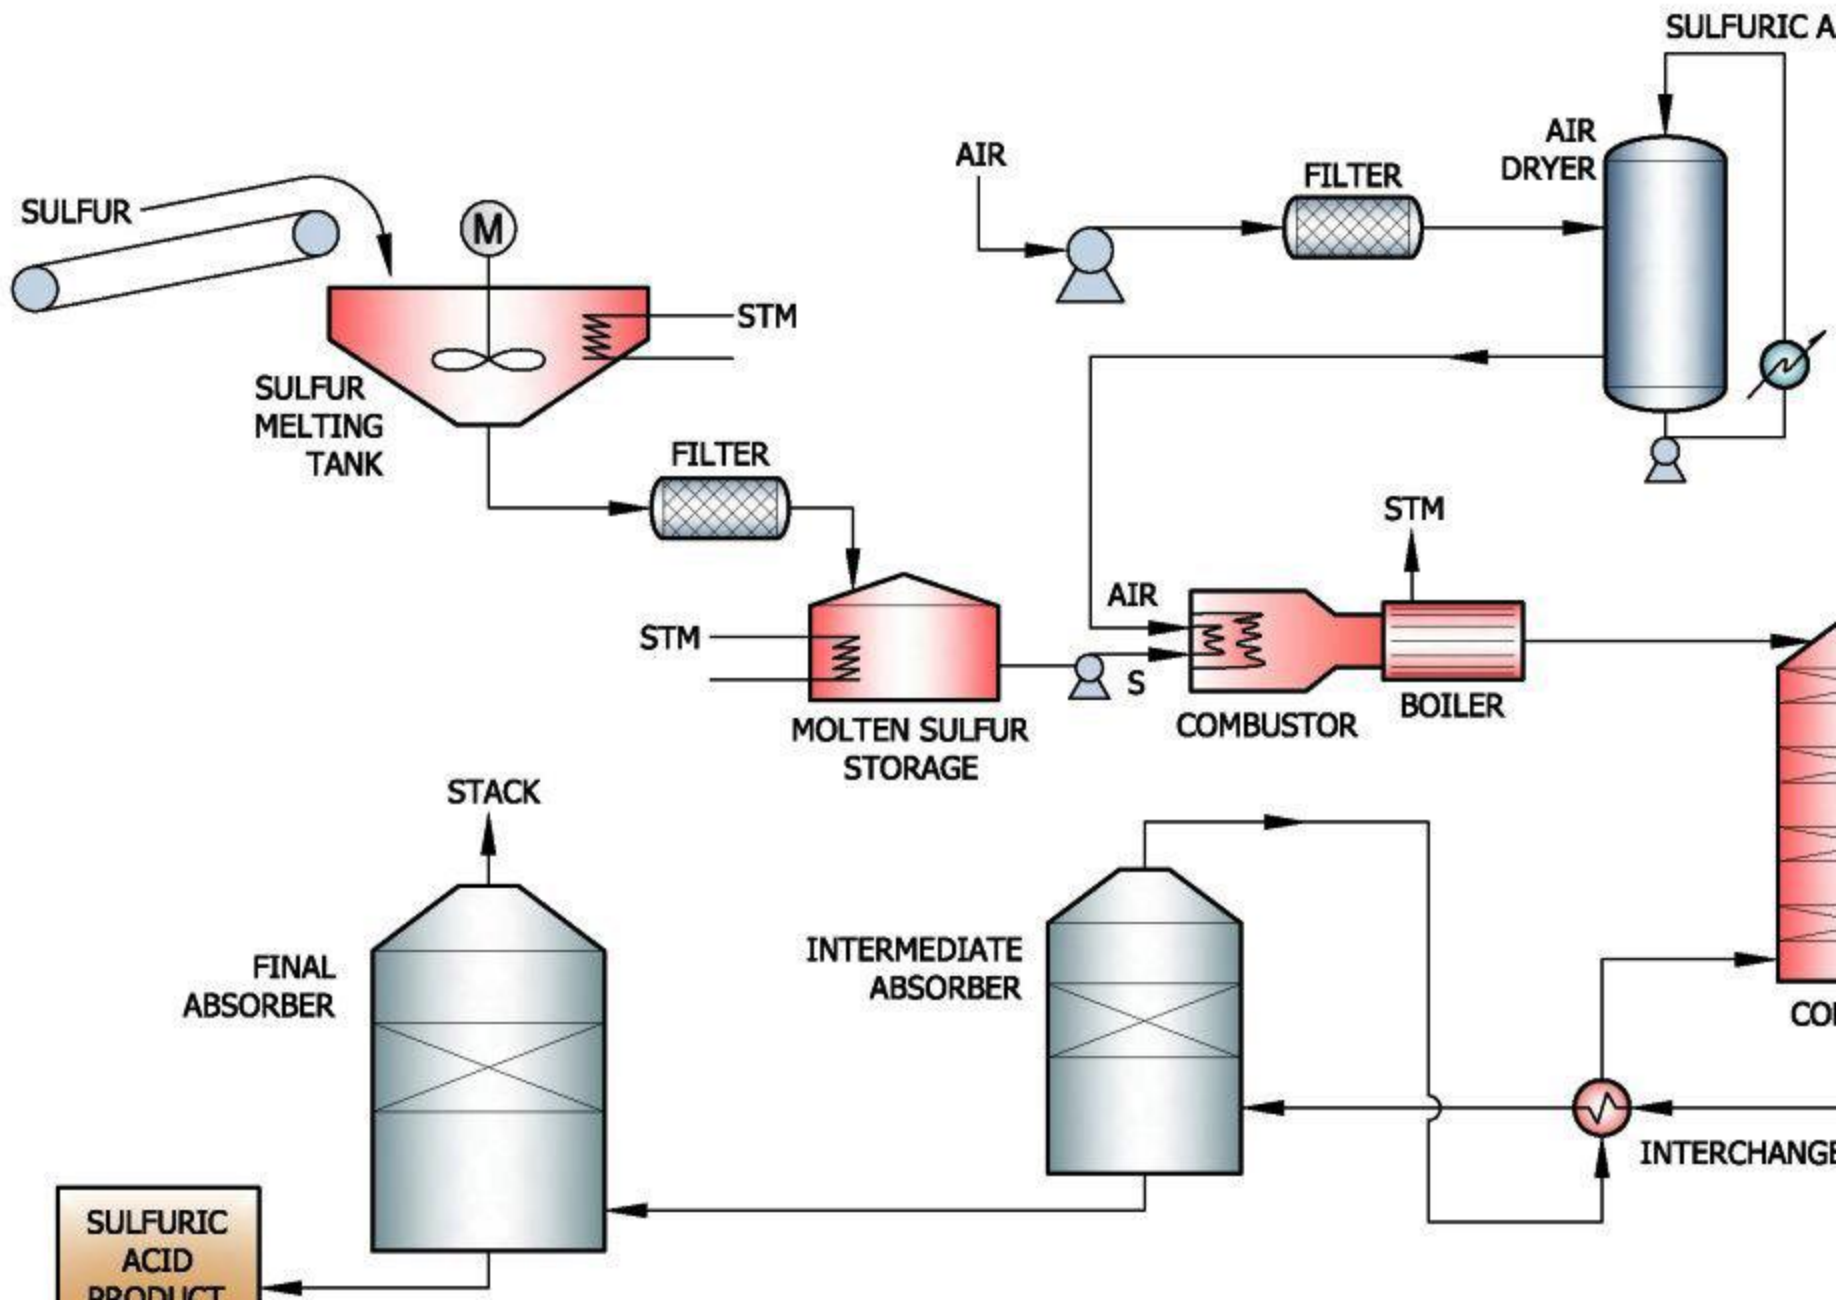 SULFURIC A
AIR
DRYER
AIR
FILTER
SULFUR
M
STM
SULFUR
MELTING
TANK
FILTER
STM
AIR
STM
S
BOILER
COMBUSTOR
MOLTEN SULFUR
STORAGE
STACK
INTERMEDIATE
ABSORBER
FINAL
ABSORBER
CO
INTERCHANGE
SULFURIC
ACID
PRODUCT